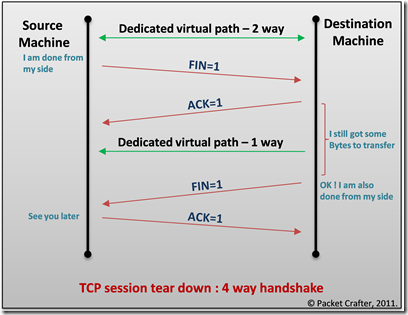 Source
Machine
Dedicated virtual path – 2 way
Destination
Machine
I am done from
my side
FIN=1
ACK=1
I still got some
Bytes to transfer
Dedicated virtual path – 1 way
FIN=1
OK ! I am also
done from my side
See you later
ACK=1
TCP session tear down : 4 way handshake
© Packet Crafter, 2011.